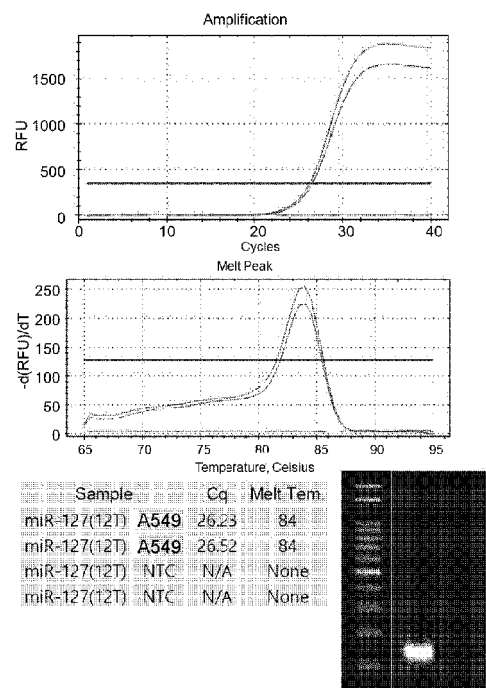 Amplification
RFU
1500
1000
500
0
0 10 20 30 40
Cycles
Melt Peak
-d(RFU)/dT
250
200
150
100
50
0
65 70 75 80 85 90 95
Temperature, Celsius
Sample Cq Melt Tem.
miR-127(12T) A549 26.23 84
miR-127(12T) A549 26.52 84
miR-127(12T) NTC N/A None
miR-127(12T) NTC N/A None